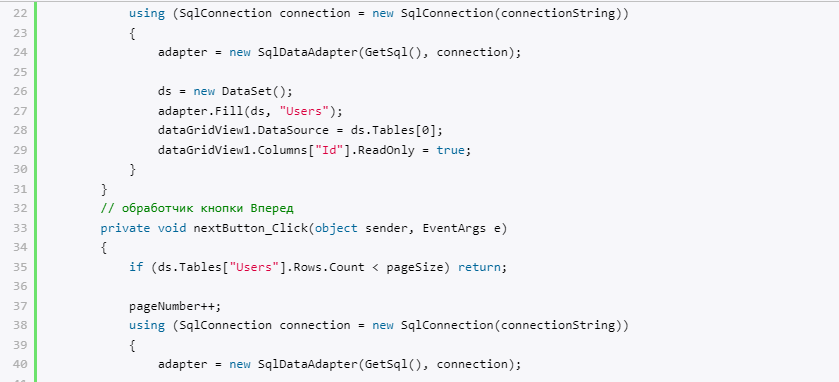 22 using (SqlConnection connection = new SqlConnection(connectionString))
23 {
24 adapter = new SqlDataAdapter(GetSql(), connection);
25
26 ds = new DataSet();
27 adapter.Fill(ds, "Users");
28 dataGridView1.DataSource = ds.Tables[0];
29 dataGridView1.Columns["Id"].ReadOnly = true;
30 }
31 }
32 // обработчик кнопки Вперед
33 private void nextButton_Click(object sender, EventArgs e)
34 {
35 if (ds.Tables["Users"].Rows.Count < pageSize) return;
36
37 pageNumber++;
38 using (SqlConnection connection = new SqlConnection(connectionString))
39 {
40 adapter = new SqlDataAdapter(GetSql(), connection);